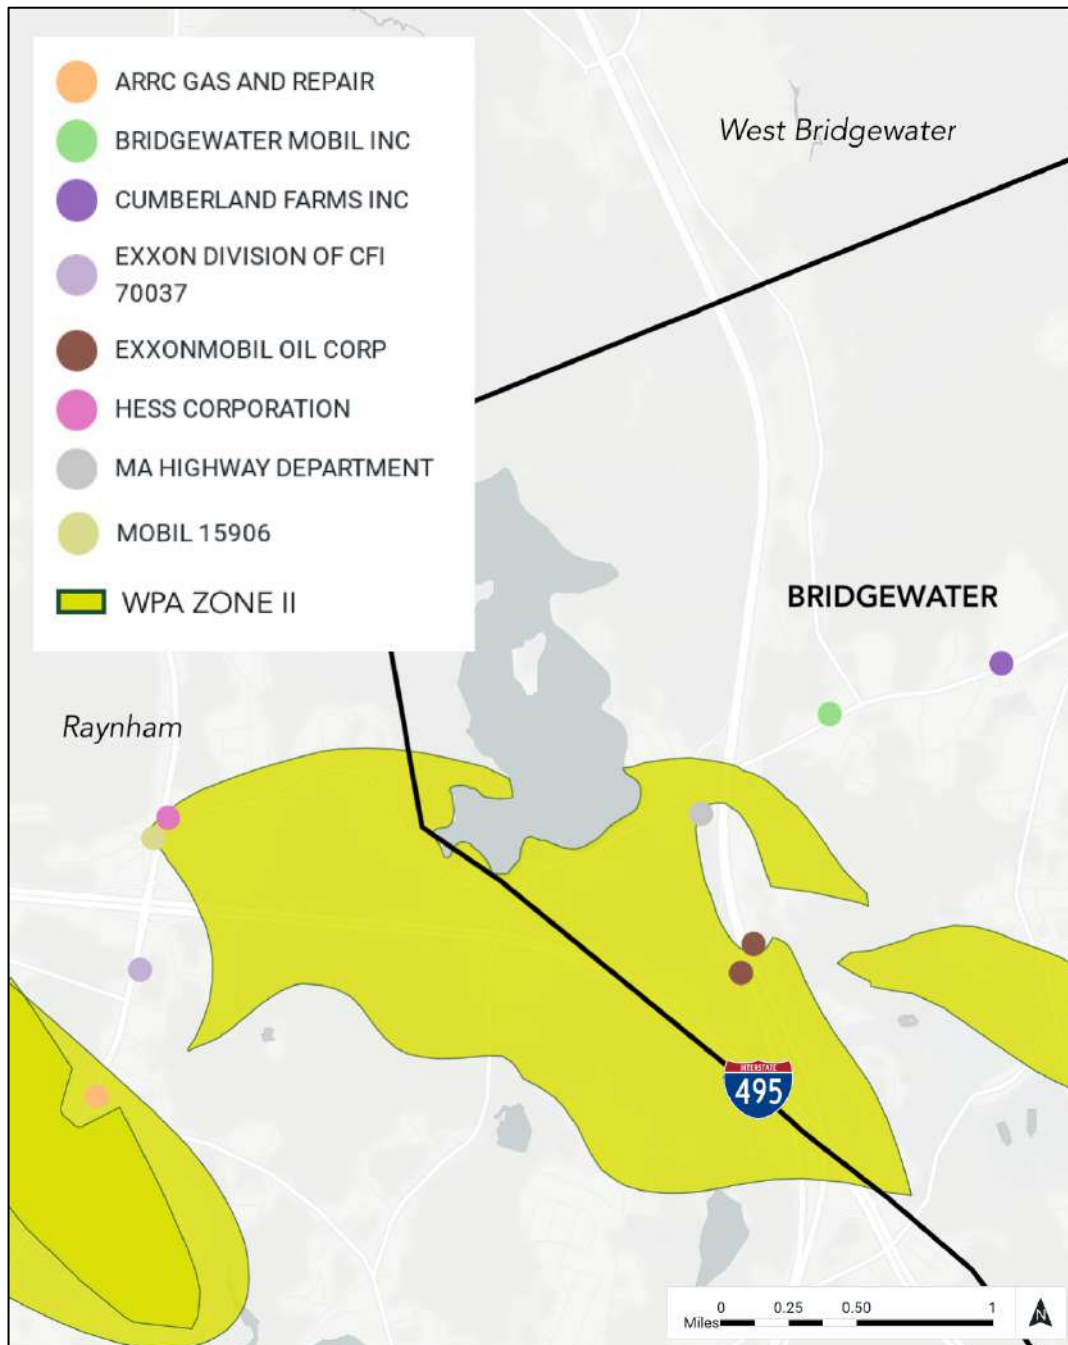 ARRC GAS AND REPAIR
BRIDGEWATER MOBIL INC
CUMBERLAND FARMS INC
EXXON DIVISION OF CFI
70037
EXXONMOBIL OIL CORP
HESS CORPORATION
MA HIGHWAY DEPARTMENT
MOBIL 15906
WPA ZONE II
West Bridgewater
BRIDGEWATER
Raynham
INTERSTATE
495
0 0.25 0.50 1
Miles
N